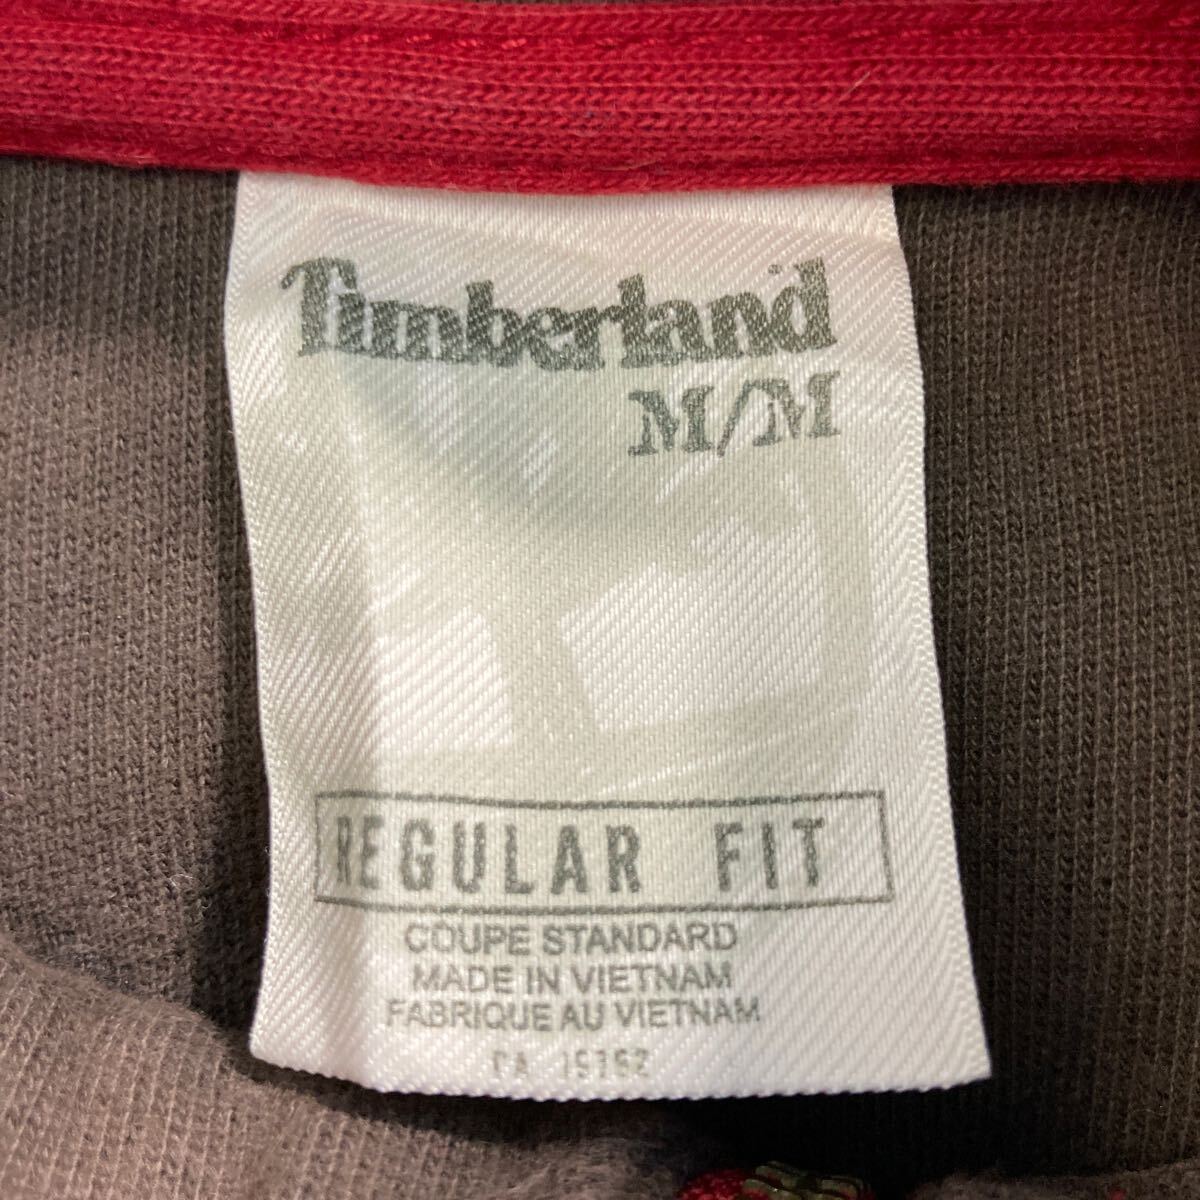 Timberland
M/M
REGULAR FIT
COUPE STANDARD
MADE IN VIETNAM
FABRIQUE AU VIETNAM